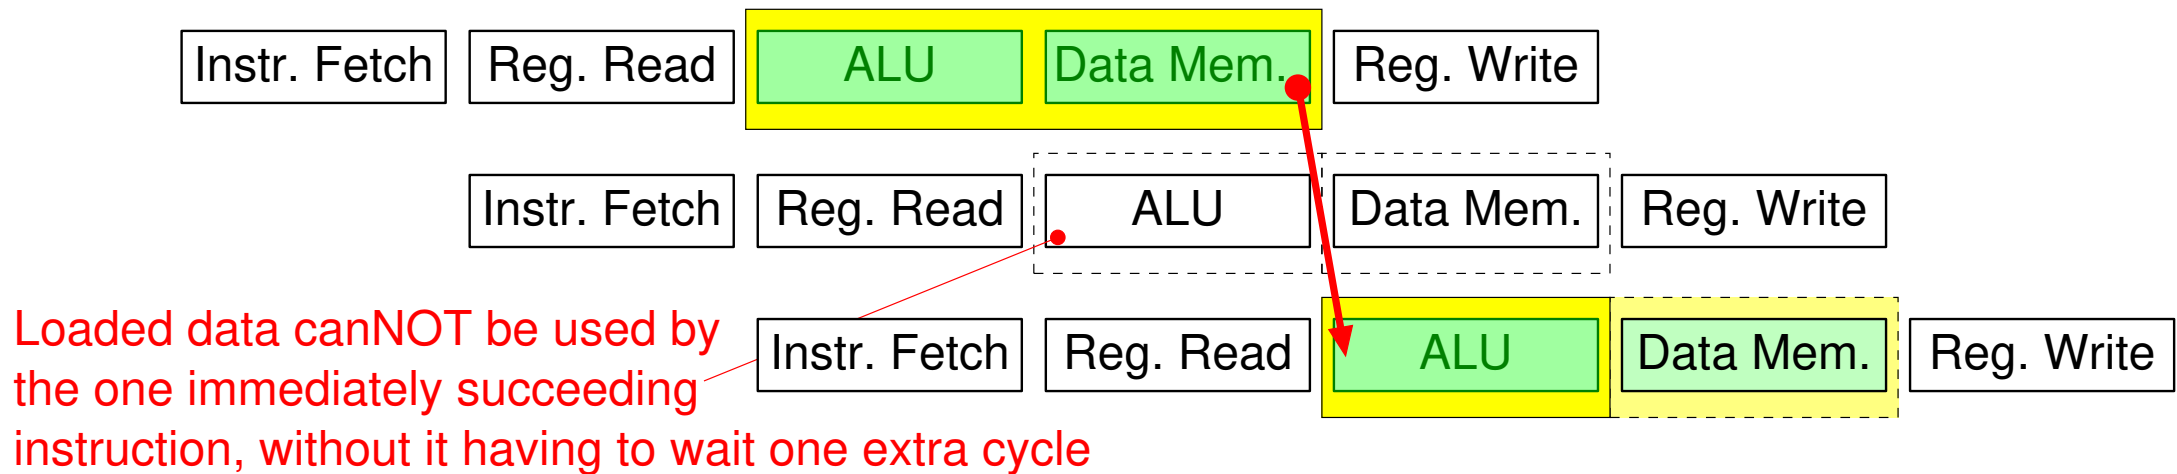 Instr. Fetch Reg. Read ALU Data Mem. Reg. Write
Instr. Fetch Reg. Read ALU Data Mem. Reg. Write
Instr. Fetch Reg. Read ALU Data Mem. Reg. Write
Loaded data canNOT be used by
the one immediately succeeding
instruction, without it having to wait one extra cycle